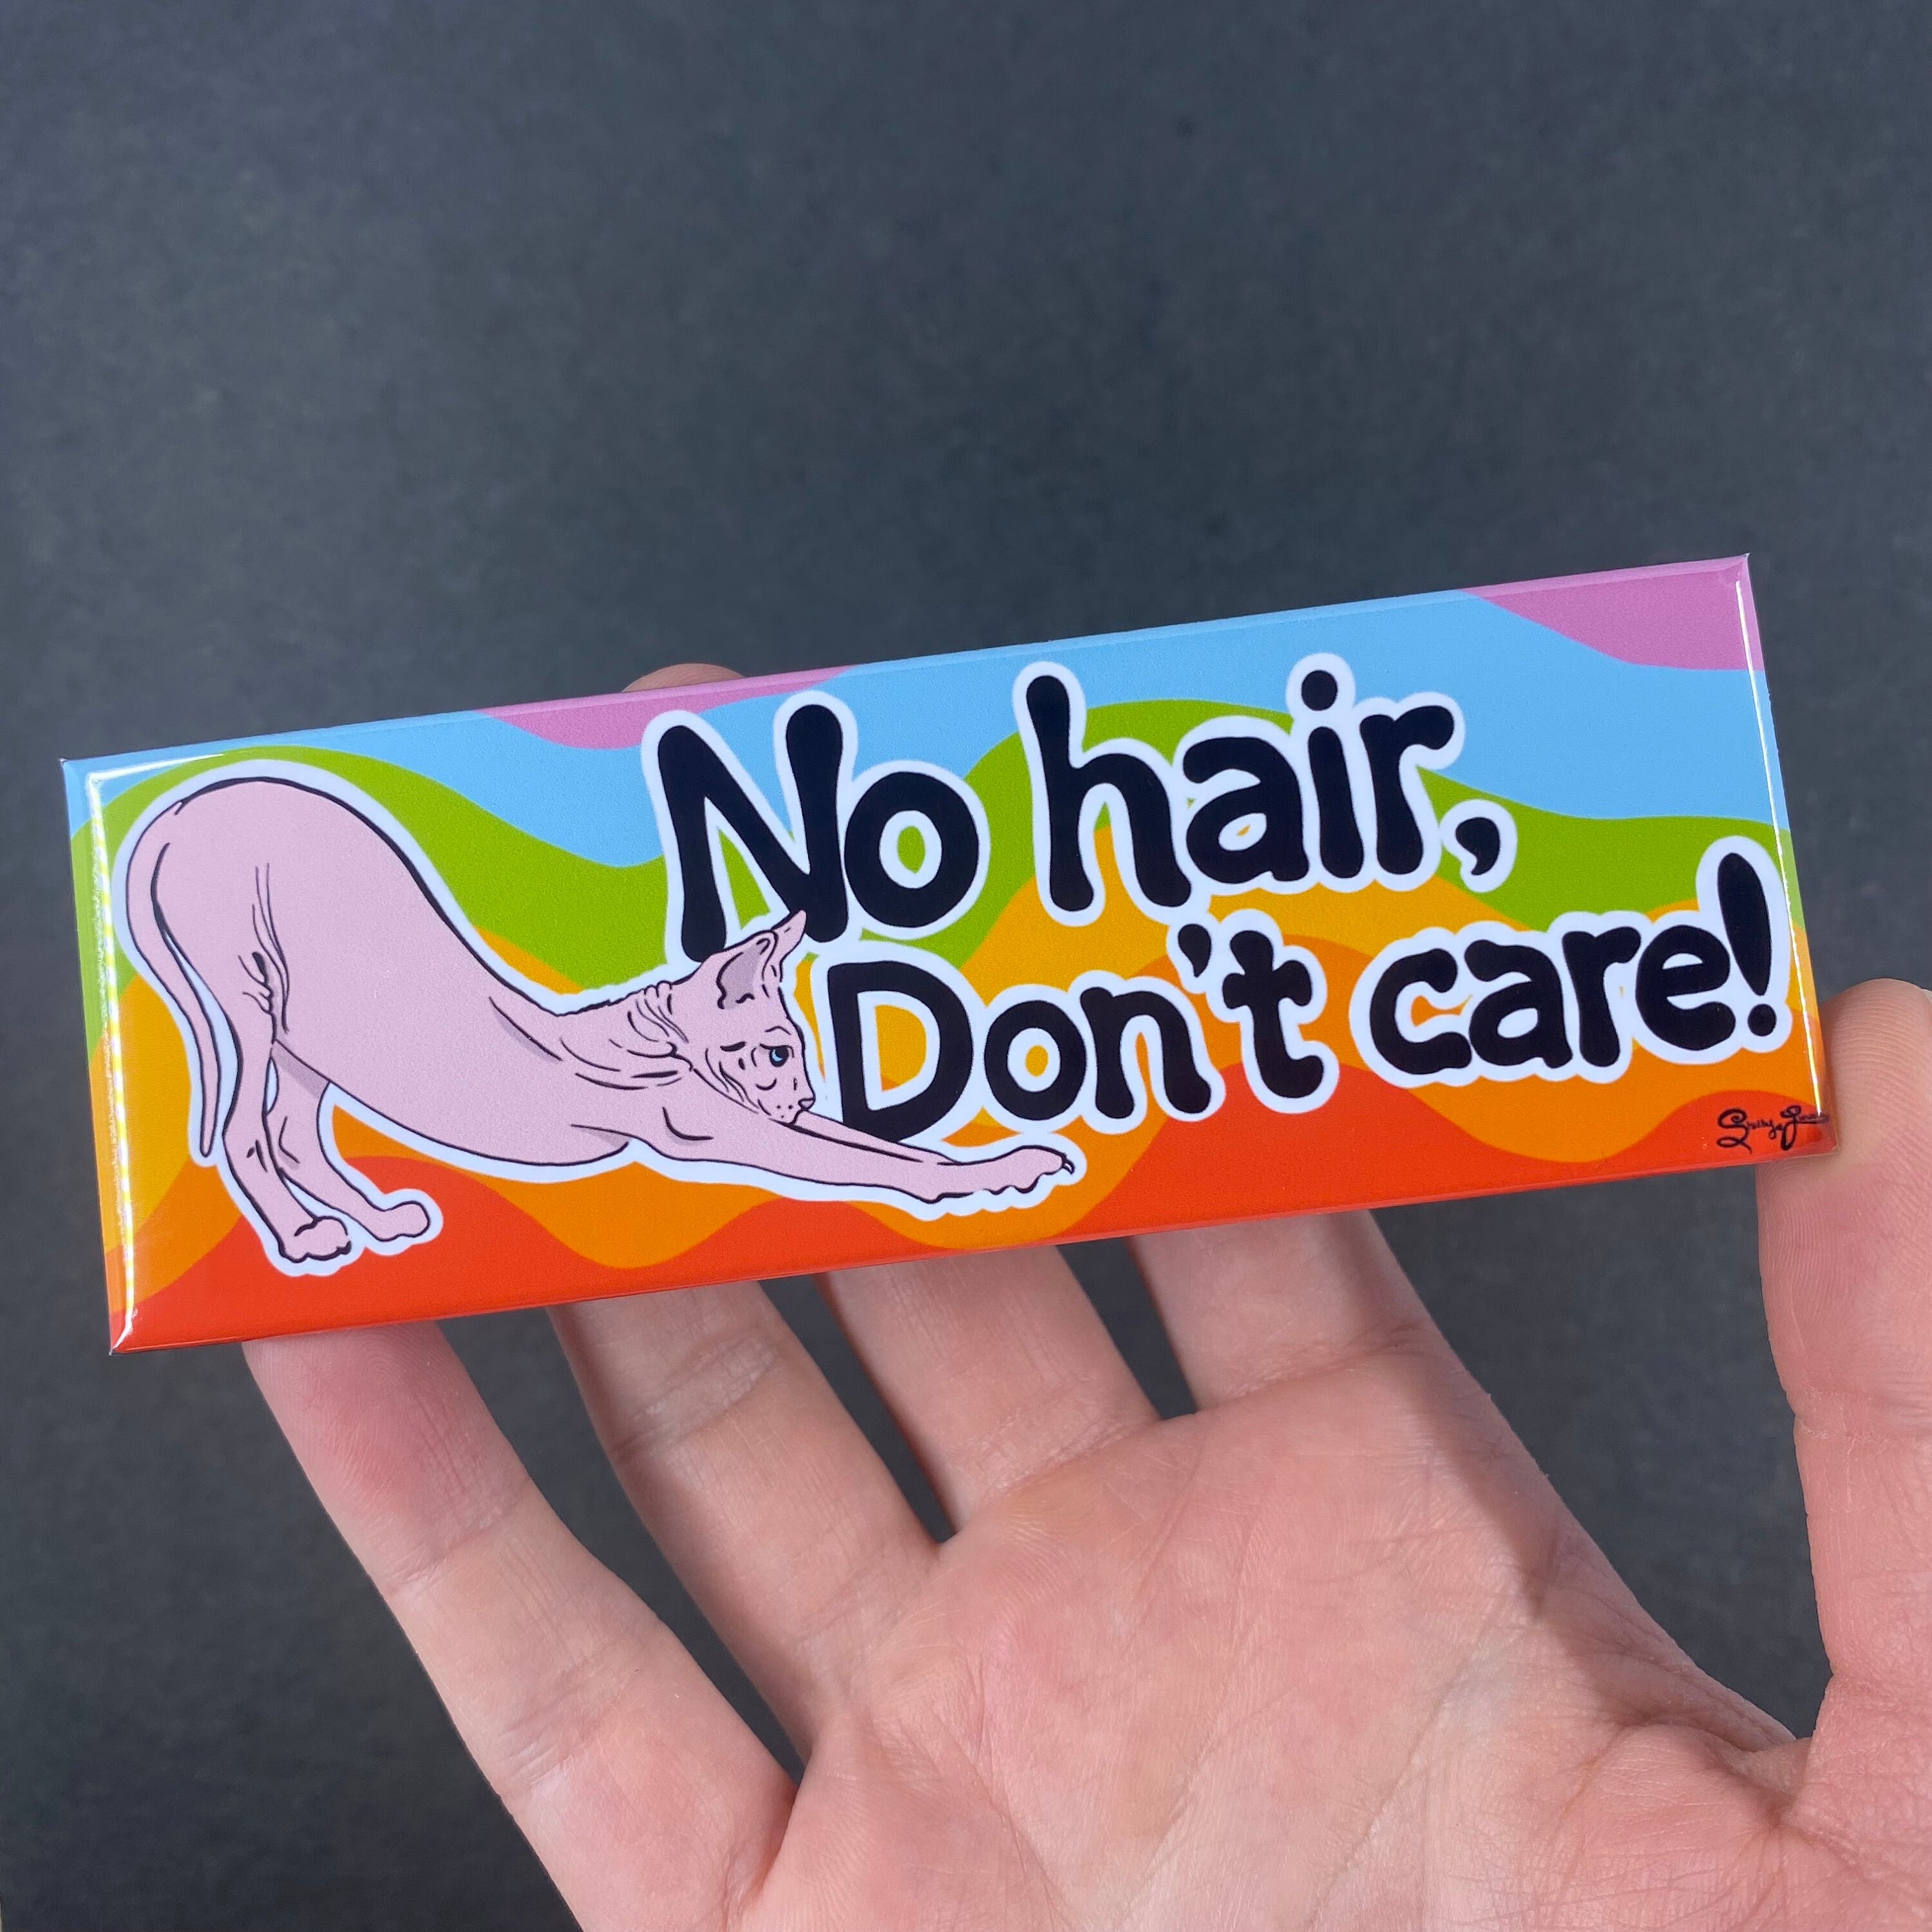 No hair,
Don't care!